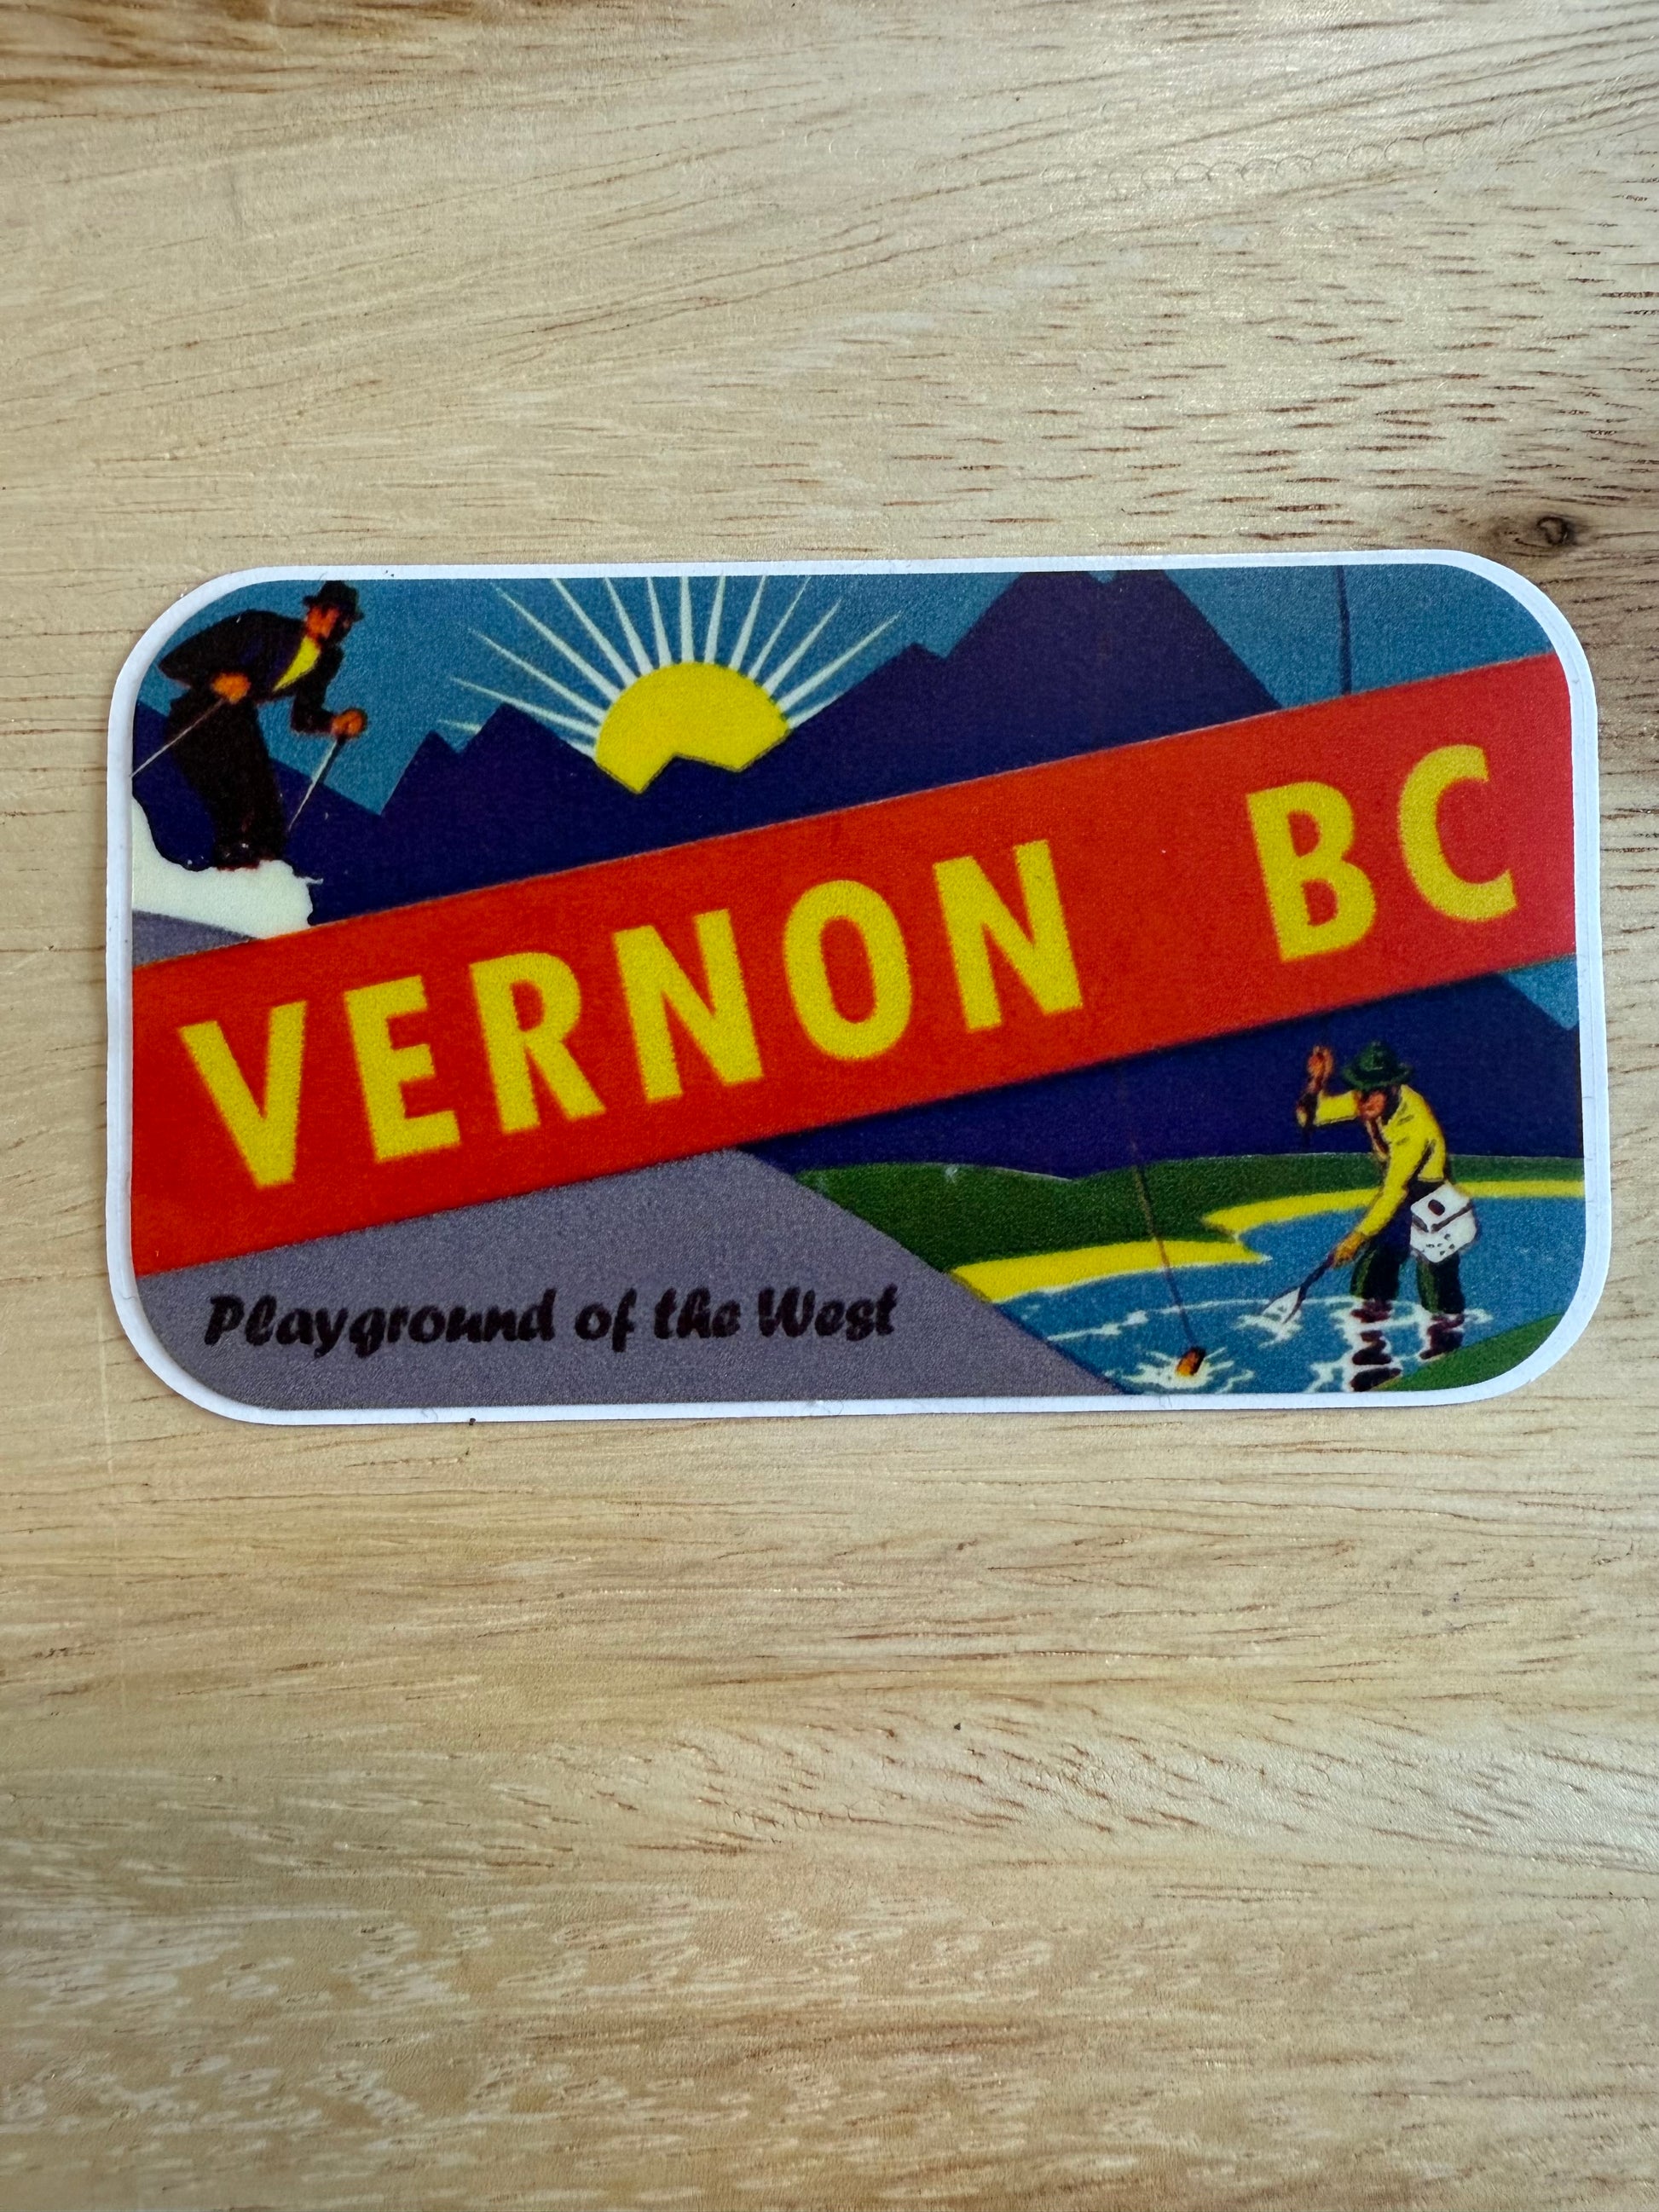 VERNON BC
Playground of the West